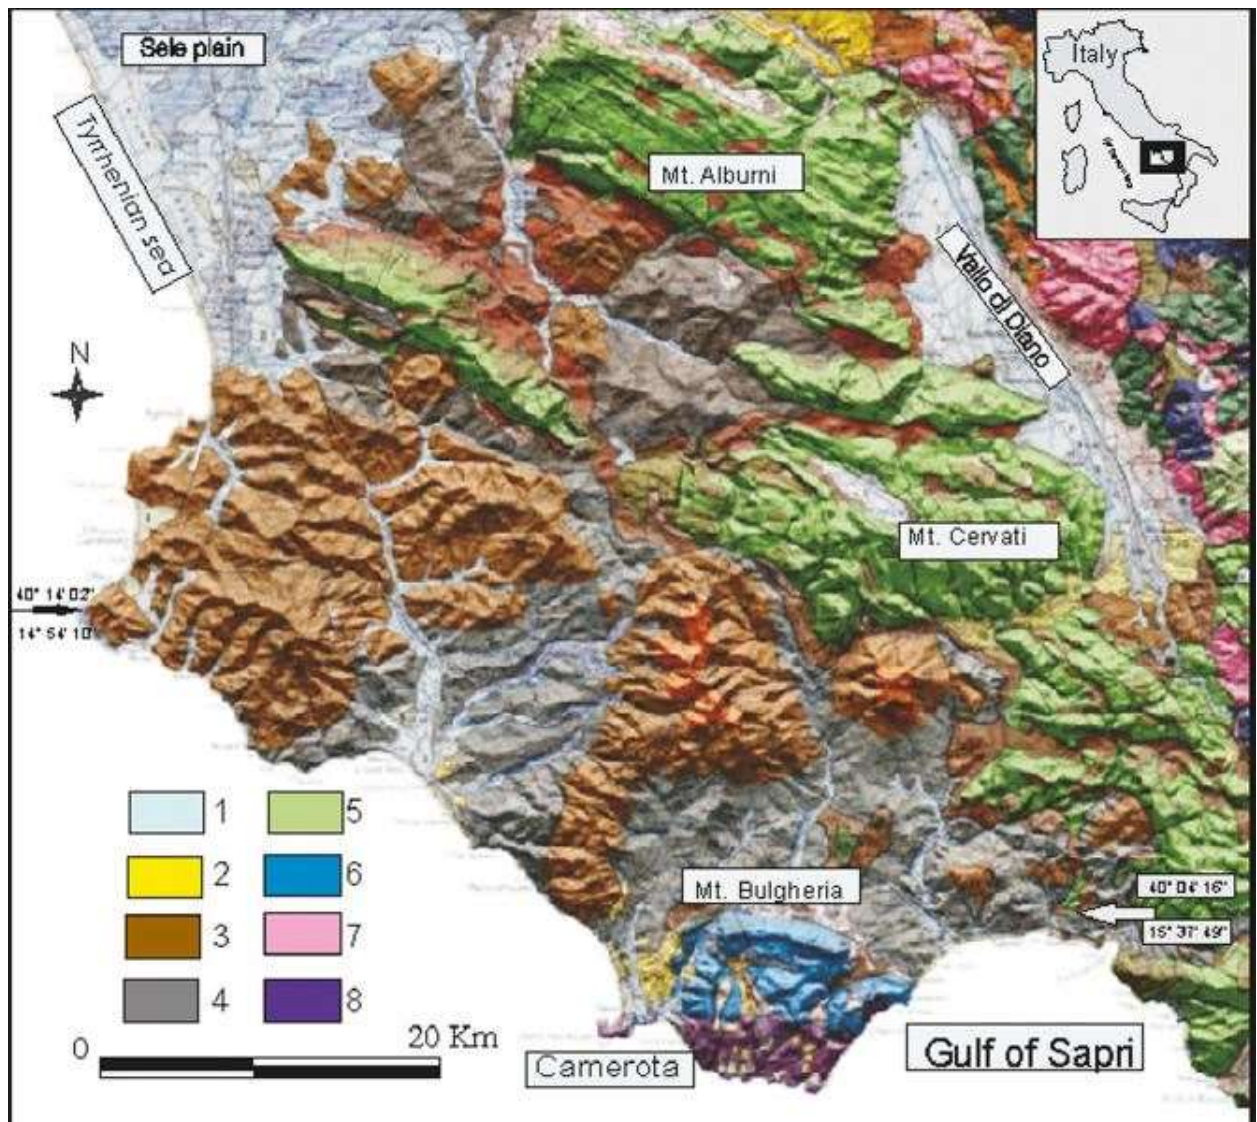 Sele plain
Italy
Tyrrhenian sea
Mt. Alburni
Vallo di Diano
N
Mt. Cervati
40° 14' 02"
14° 54' 10"
1
5
2
6
3
7
4
8
Mt. Bulgheria
40° 04' 16"
15° 37' 49"
0
20 Km
Camerota
Gulf of Sapri